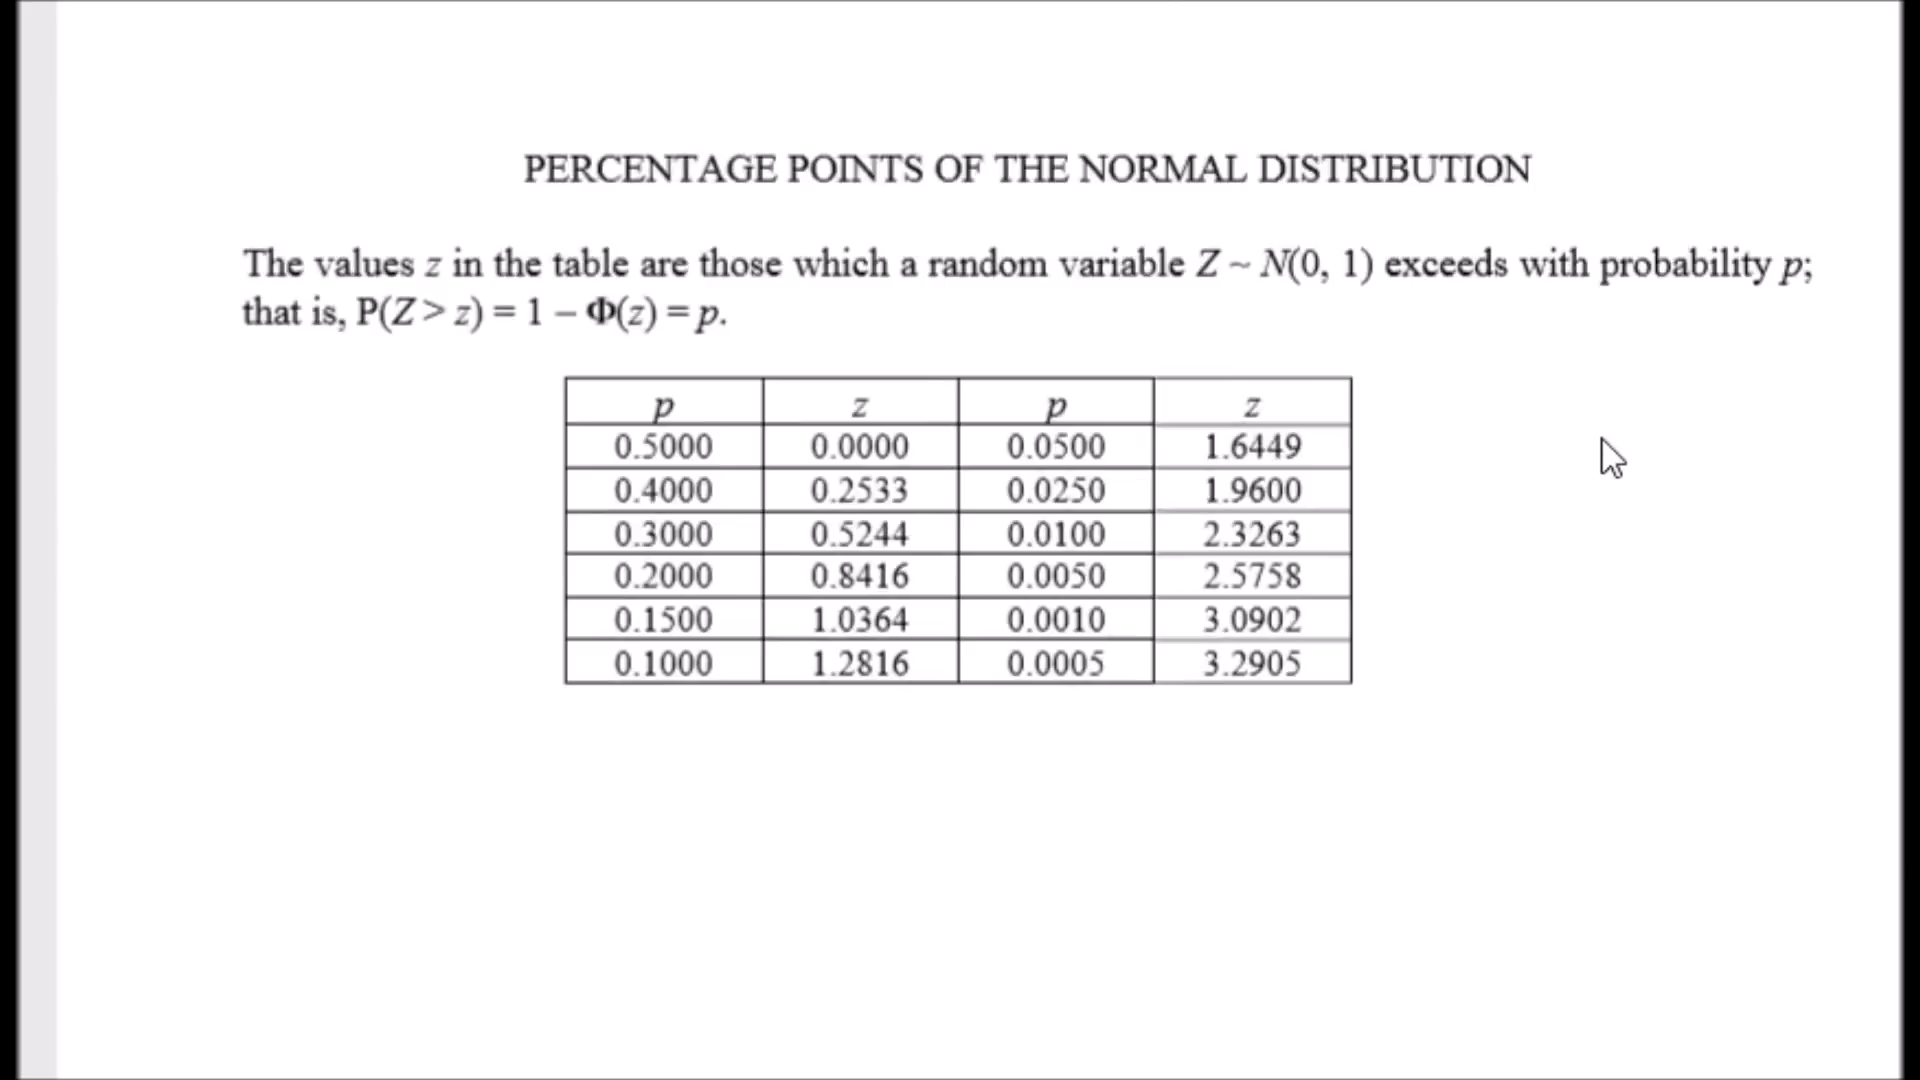 PERCENTAGE POINTS OF THE NORMAL DISTRIBUTION
The values z in the table are those which a random variable Z ~ N(0, 1) exceeds with probability p;
that is, P(Z > z) = 1 – Φ(z) = p.
p z p z
0.5000 0.0000 0.0500 1.6449
0.4000 0.2533 0.0250 1.9600
0.3000 0.5244 0.0100 2.3263
0.2000 0.8416 0.0050 2.5758
0.1500 1.0364 0.0010 3.0902
0.1000 1.2816 0.0005 3.2905